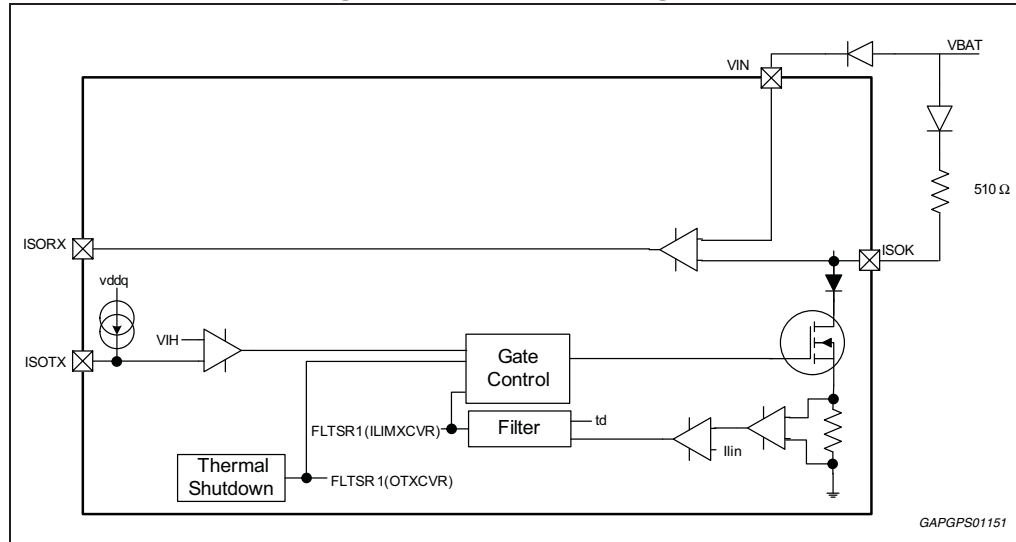 VBAT
VIN
510 Ω
ISORX
ISOK
vddq
VIH
ISOTX
Gate
Control
FLTSR1(ILIMXCVR)
Filter
td
Ilin
Thermal
Shutdown
FLTSR1(OTXCVR)
GAPGPS01151